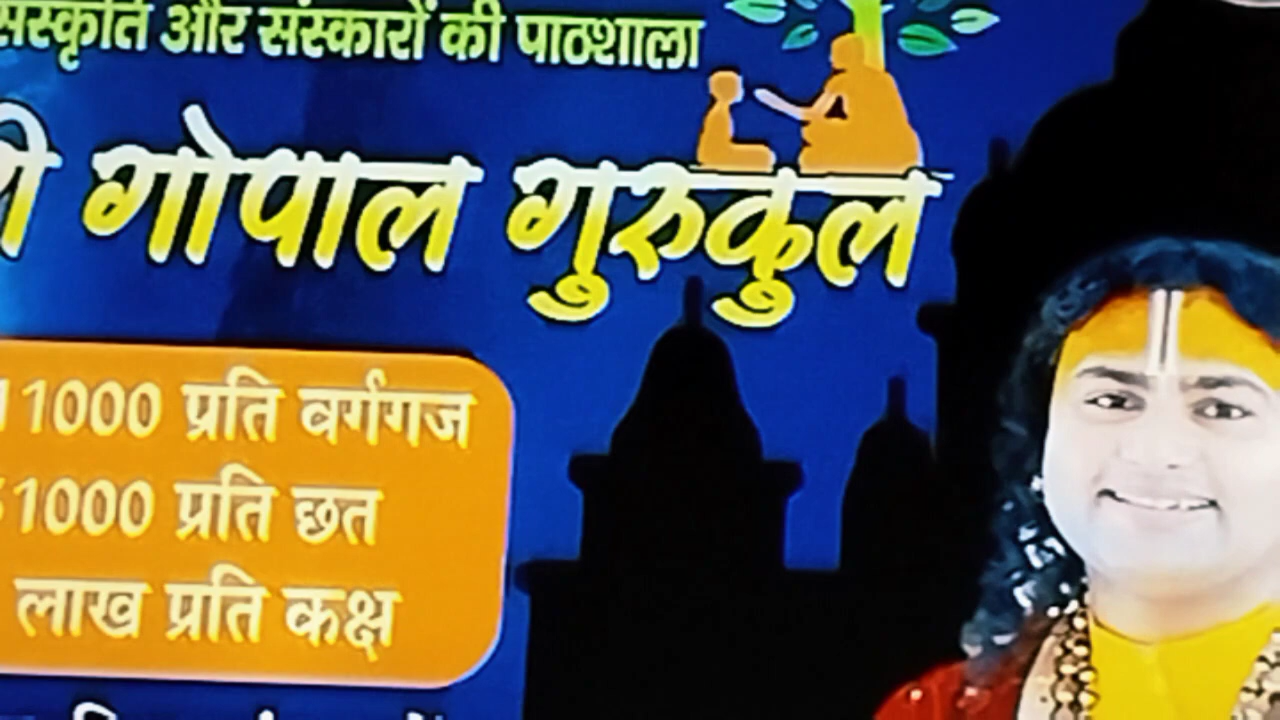 संस्कृति और संस्कारों की पाठशाला
गोपाल गुरुकुल
1000 प्रति वर्गगज
1000 प्रति छत
लाख प्रति कक्ष